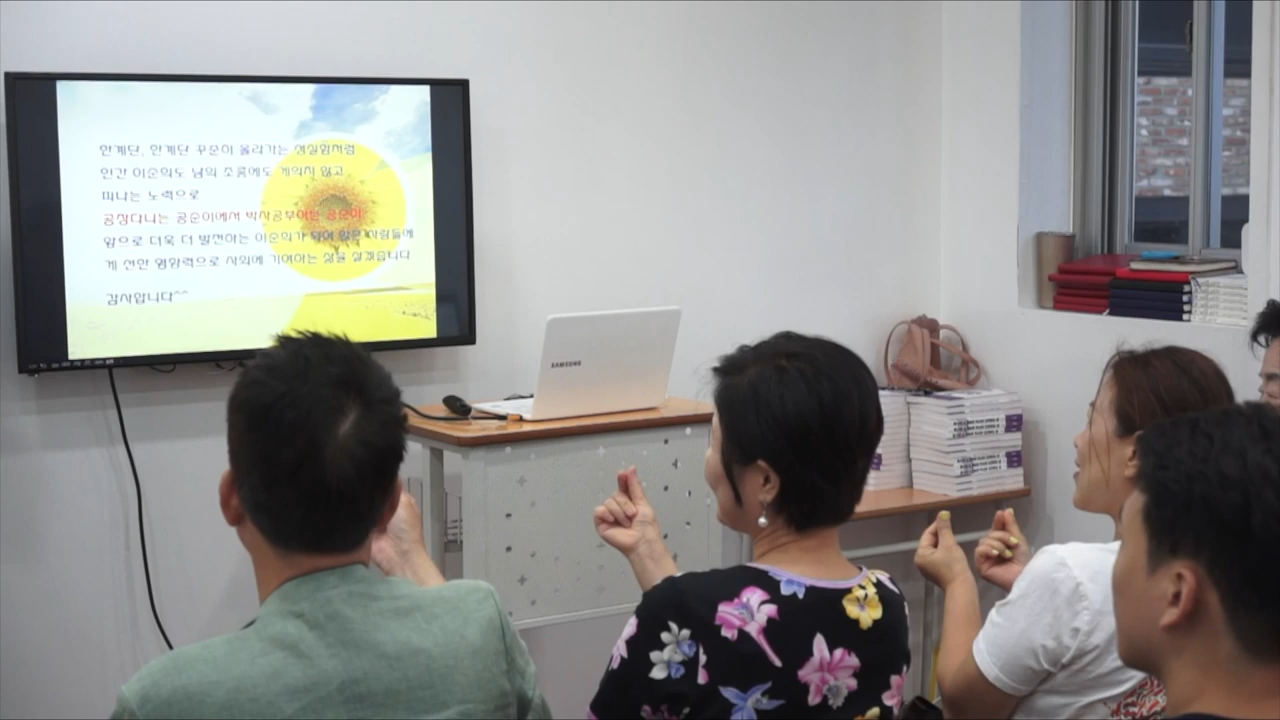 한계단, 한계단 꾸준히 올라가는 성실함처럼
인간 이순희도 남의 조롱에도 개의치 않고
피나는 노력으로
공장다니는 공순이에서 박사공부하는 공순이
앞으로 더욱 더 발전하는 이순희가 되어 많은 사람들에
게 선한 영향력으로 사회에 기여하는 삶을 살겠습니다
감사합니다^^
SAMSUNG